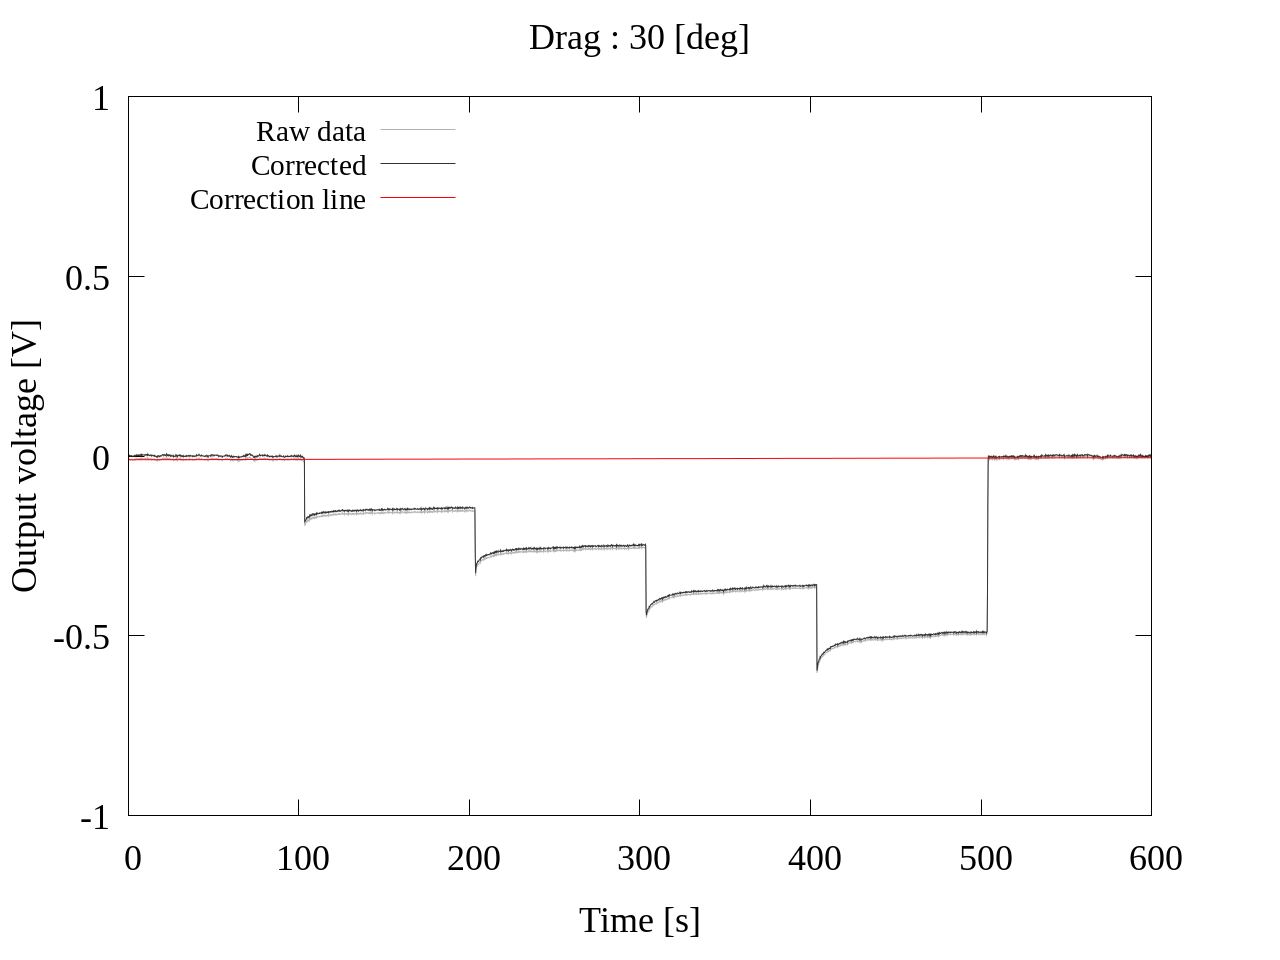 Drag : 30 [deg]
1
Raw data
Corrected
Correction line
0.5
0
-0.5
-1
Output voltage [V]
0 100 200 300 400 500 600
Time [s]